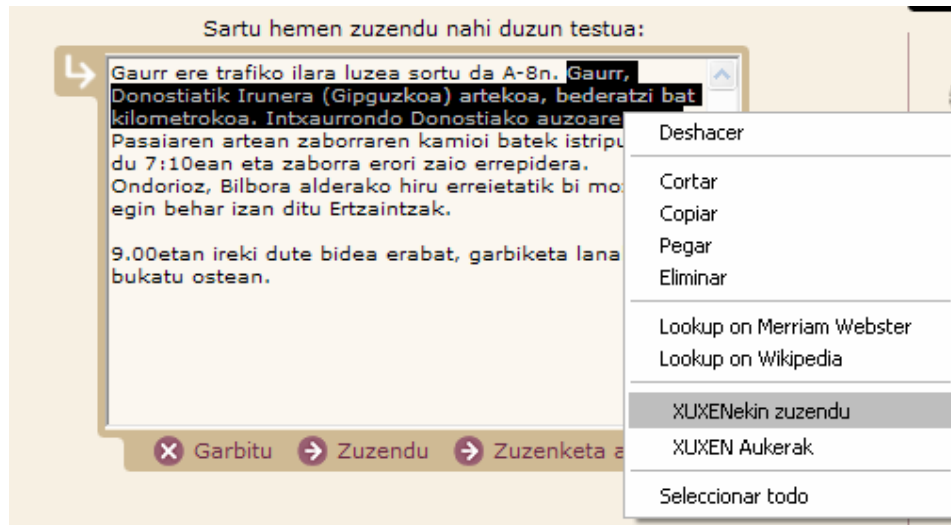 Sartu hemen zuzendu nahi duzun testua:
Gaurr ere trafiko ilara luzea sortu da A-8n. Gaurr,
Donostiatik Irunera (Gipguzkoa) artekoa, bederatzi bat
kilometrokoa. Intxaurrondo Donostiako auzoare
Pasaiaren artean zaborraren kamioi batek istripu
du 7:10ean eta zaborra erori zaio errepidera.
Ondorioz, Bilbora alderako hiru erreietatik bi mo
egin behar izan ditu Ertzaintzak.
9.00etan ireki dute bidea erabat, garbiketa lana
bukatu ostean.
Garbitu Zuzendu Zuzenketa a
Deshacer
Cortar
Copiar
Pegar
Eliminar
Lookup on Merriam Webster
Lookup on Wikipedia
XUXENekin zuzendu
XUXEN Aukerak
Seleccionar todo